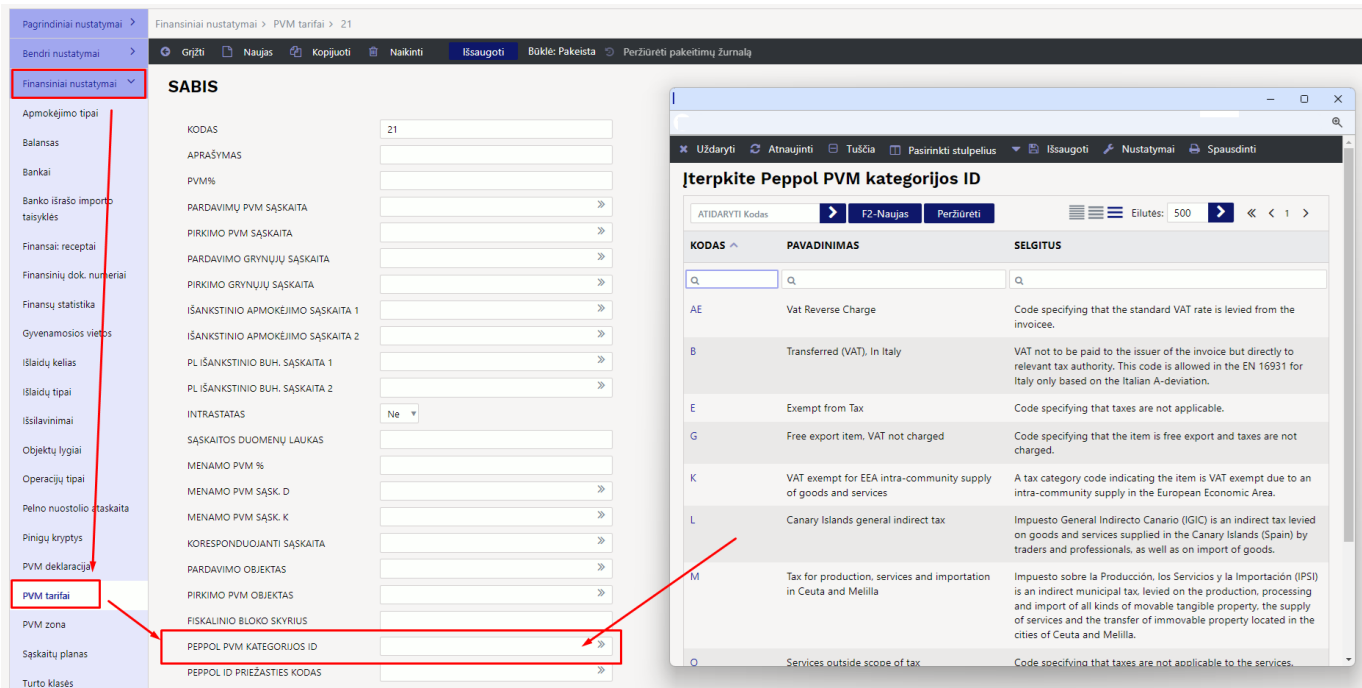 Pagrindiniai nustatymai
Bendri nustatymai
Finansiniai nustatymai
Apmokėjimo tipai
Balansas
Bankai
Banko išrašo importo
taisyklės
Finansai: receptai
Finansinių dok. numeriai
Finansų statistika
Gyvenamosios vietos
Išlaidų kelias
Išlaidų tipai
Išsilavinimai
Objektų lygiai
Operacijų tipai
Pelno nuostolio ataskaita
Pinigų kryptys
PVM deklaracija
PVM tarifai
PVM zona
Sąskaitų planas
Turto klasės
Finansiniai nustatymai > PVM tarifai > 21
Grįžti Naujas Kopijuoti Naikinti Išsaugoti Būklė: Pakeista Peržiūrėti pakeitimų žurnalą
SABIS
KODAS 21
APRAŠYMAS
PVM%
PARDAVIMŲ PVM SĄSKAITA
PIRKIMO PVM SĄSKAITA
PARDAVIMO GRYNŲJŲ SĄSKAITA
PIRKIMO GRYNŲJŲ SĄSKAITA
IŠANKSTINIO APMOKĖJIMO SĄSKAITA 1
IŠANKSTINIO APMOKĖJIMO SĄSKAITA 2
PL IŠANKSTINIO BUH. SĄSKAITA 1
PL IŠANKSTINIO BUH. SĄSKAITA 2
INTRASTATAS Ne
SĄSKAITOS DUOMENŲ LAUKAS
MENAMO PVM %
MENAMO PVM SĄSK. D
MENAMO PVM SĄSK. K
KORESPONDUOJANTI SĄSKAITA
PARDAVIMO OBJEKTAS
PIRKIMO PVM OBJEKTAS
FISKALINIO BLOKO SKYRIUS
PEPPOL PVM KATEGORIJOS ID
PEPPOL ID PRIEŽASTIES KODAS
Uždaryti Atnaujinti Tuščia Pasirinkti stulpelius Išsaugoti Nustatymai Spausdinti
Įterpkite Peppol PVM kategorijos ID
ATIDARYTI Kodas F2-Naujas Peržiūrėti Eilutės: 500 1
KODAS PAVADINIMAS SELGITUS
AE Vat Reverse Charge Code specifying that the standard VAT rate is levied from the
invoicee.
B Transferred (VAT), In Italy VAT not to be paid to the issuer of the invoice but directly to
relevant tax authority. This code is allowed in the EN 16931 for
Italy only based on the Italian A-deviation.
E Exempt from Tax Code specifying that taxes are not applicable.
G Free export item, VAT not charged Code specifying that the item is free export and taxes are not
charged.
K VAT exempt for EEA intra-community supply A tax category code indicating the item is VAT exempt due to an
of goods and services intra-community supply in the European Economic Area.
L Canary Islands general indirect tax Impuesto General Indirecto Canario (IGIC) is an indirect tax levied
on goods and services supplied in the Canary Islands (Spain) by
traders and professionals, as well as on import of goods.
M Tax for production, services and importation Impuesto sobre la Producción, los Servicios y la Importación (IPSI)
in Ceuta and Melilla is an indirect municipal tax, levied on the production, processing
and import of all kinds of movable tangible property, the supply
of services and the transfer of immovable property located in the
cities of Ceuta and Melilla.
O Services outside scope of tax Code specifying that taxes are not applicable to the services.